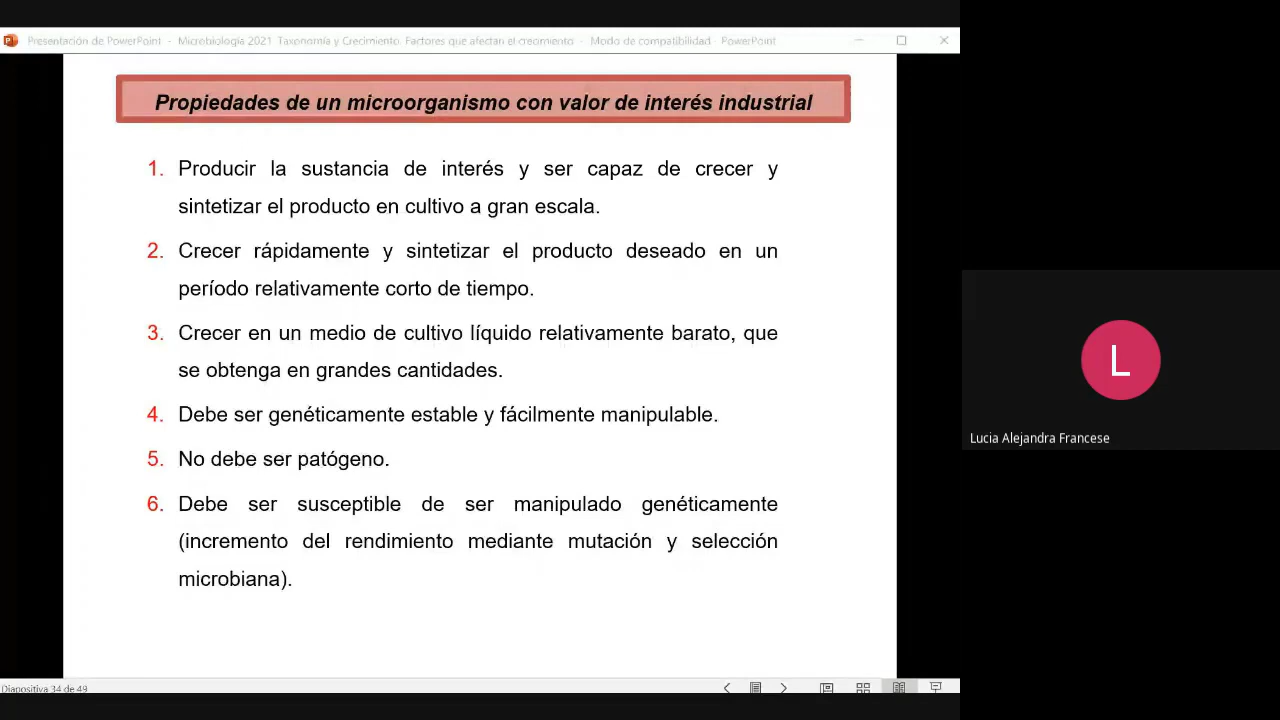 Presentación de PowerPoint - Microbiología 2021 Taxonomía y Crecimiento. Factores que afectan el crecimiento - Modo de compatibilidad - PowerPoint
Propiedades de un microorganismo con valor de interés industrial
1. Producir la sustancia de interés y ser capaz de crecer y
sintetizar el producto en cultivo a gran escala.
2. Crecer rápidamente y sintetizar el producto deseado en un
período relativamente corto de tiempo.
3. Crecer en un medio de cultivo líquido relativamente barato, que
se obtenga en grandes cantidades.
4. Debe ser genéticamente estable y fácilmente manipulable.
5. No debe ser patógeno.
6. Debe ser susceptible de ser manipulado genéticamente
(incremento del rendimiento mediante mutación y selección
microbiana).
L
Lucia Alejandra Francese
Diapositiva 34 de 49